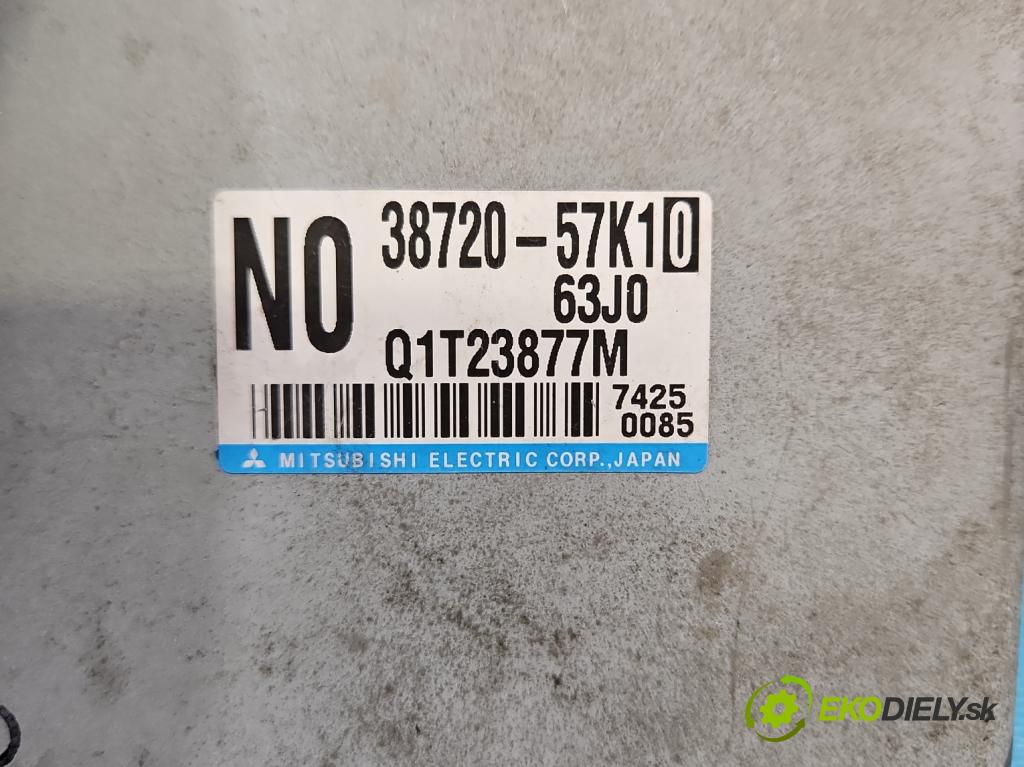 NO
38720-57K10
63J0
Q1T23877M
7425
0085
MITSUBISHI ELECTRIC CORP., JAPAN
EKODIELY.sk